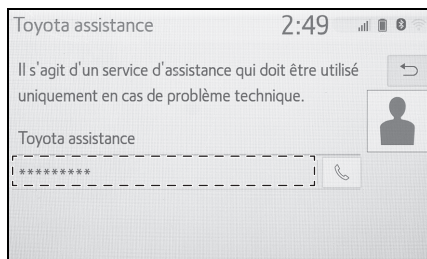 Toyota assistance 2:49
Il s'agit d'un service d'assistance qui doit être utilisé
uniquement en cas de problème technique.
Toyota assistance
*********